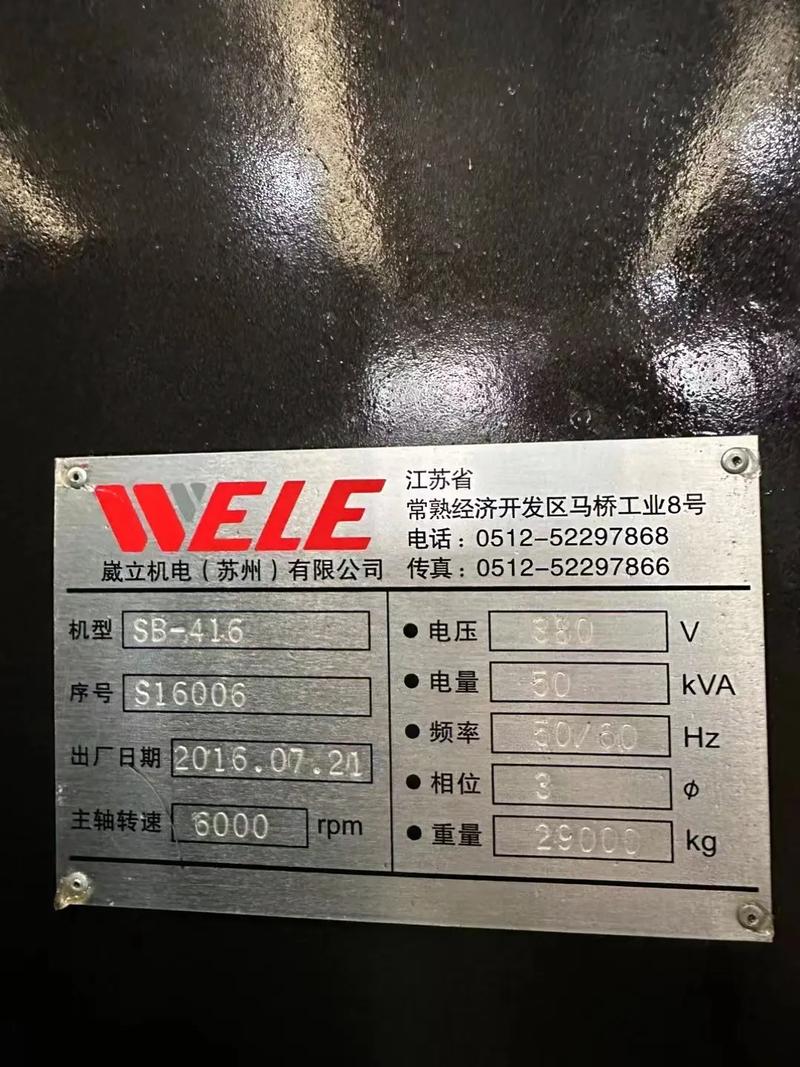 WELE
崴立机电(苏州)有限公司
江苏省
常熟经济开发区马桥工业8号
电话:0512-52297868
传真:0512-52297866
机型 SB-416
序号 S16006
出厂日期 2016.07.21
主轴转速 6000 rpm
● 电压 380 V
● 电量 50 kVA
● 频率 50/60 Hz
● 相位 3 ϕ
● 重量 29000 kg